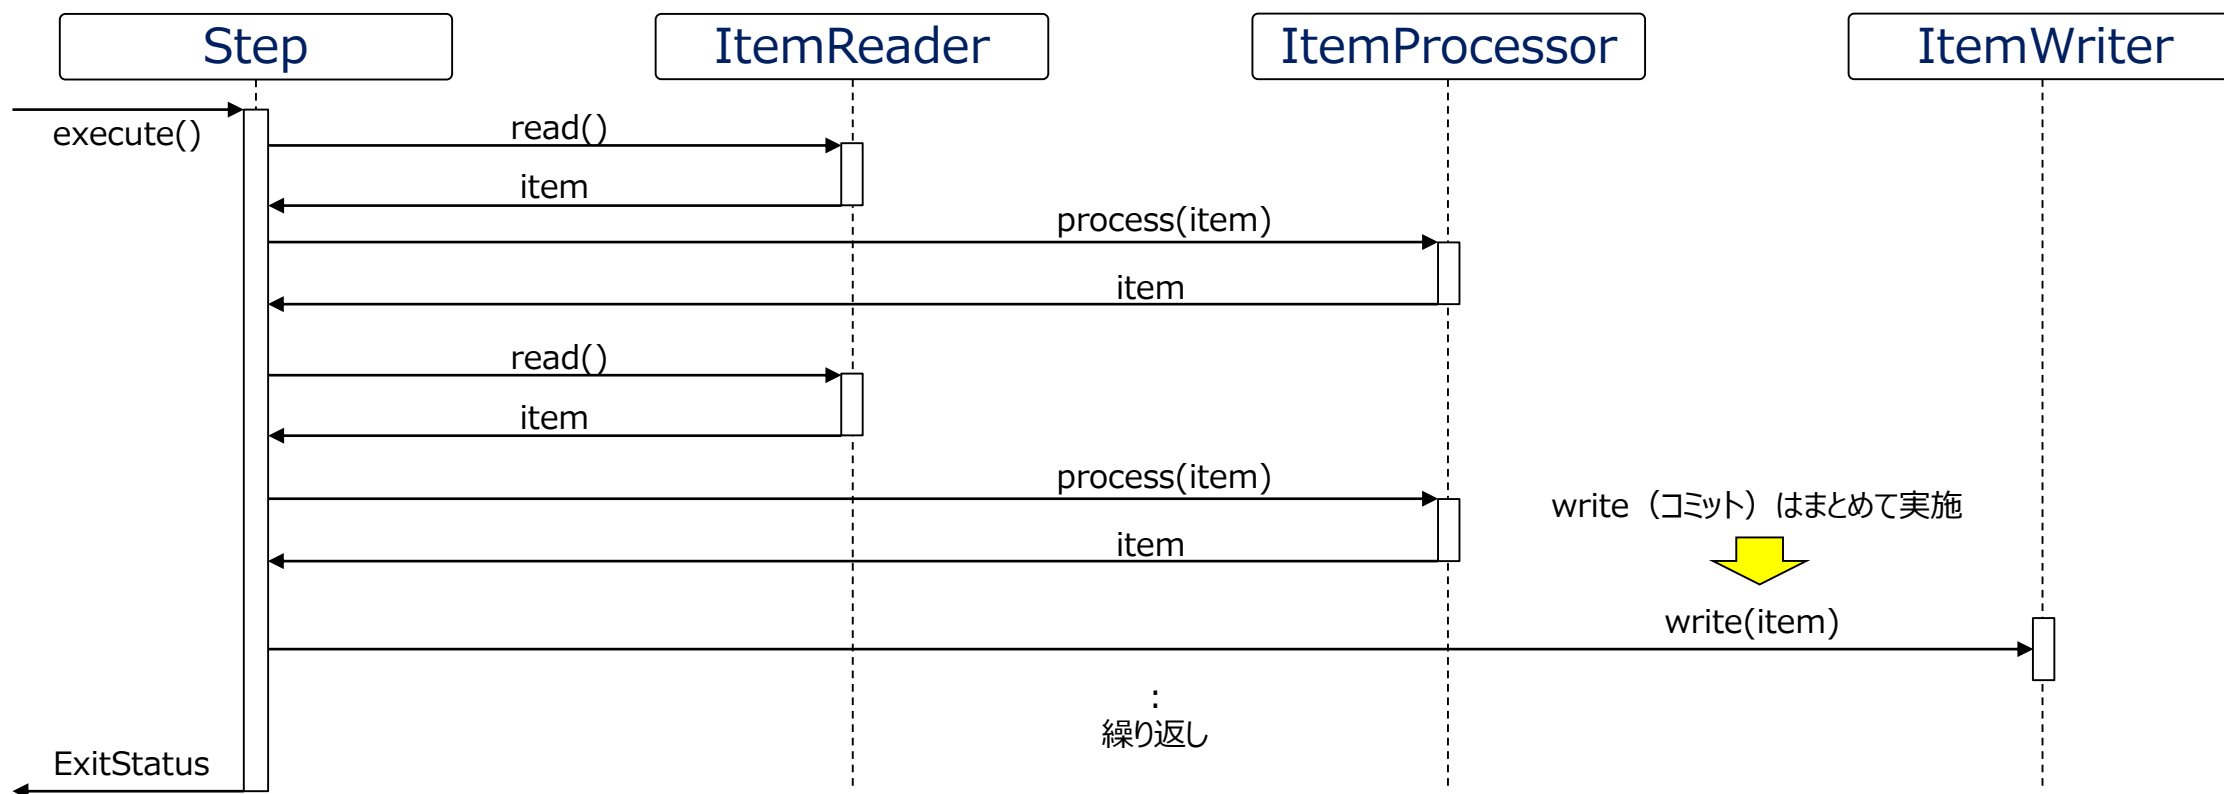 Step
ItemReader
ItemProcessor
ItemWriter
execute()
read()
item
process(item)
item
read()
item
process(item)
write（コミット）はまとめて実施
item
write(item)
:
繰り返し
ExitStatus